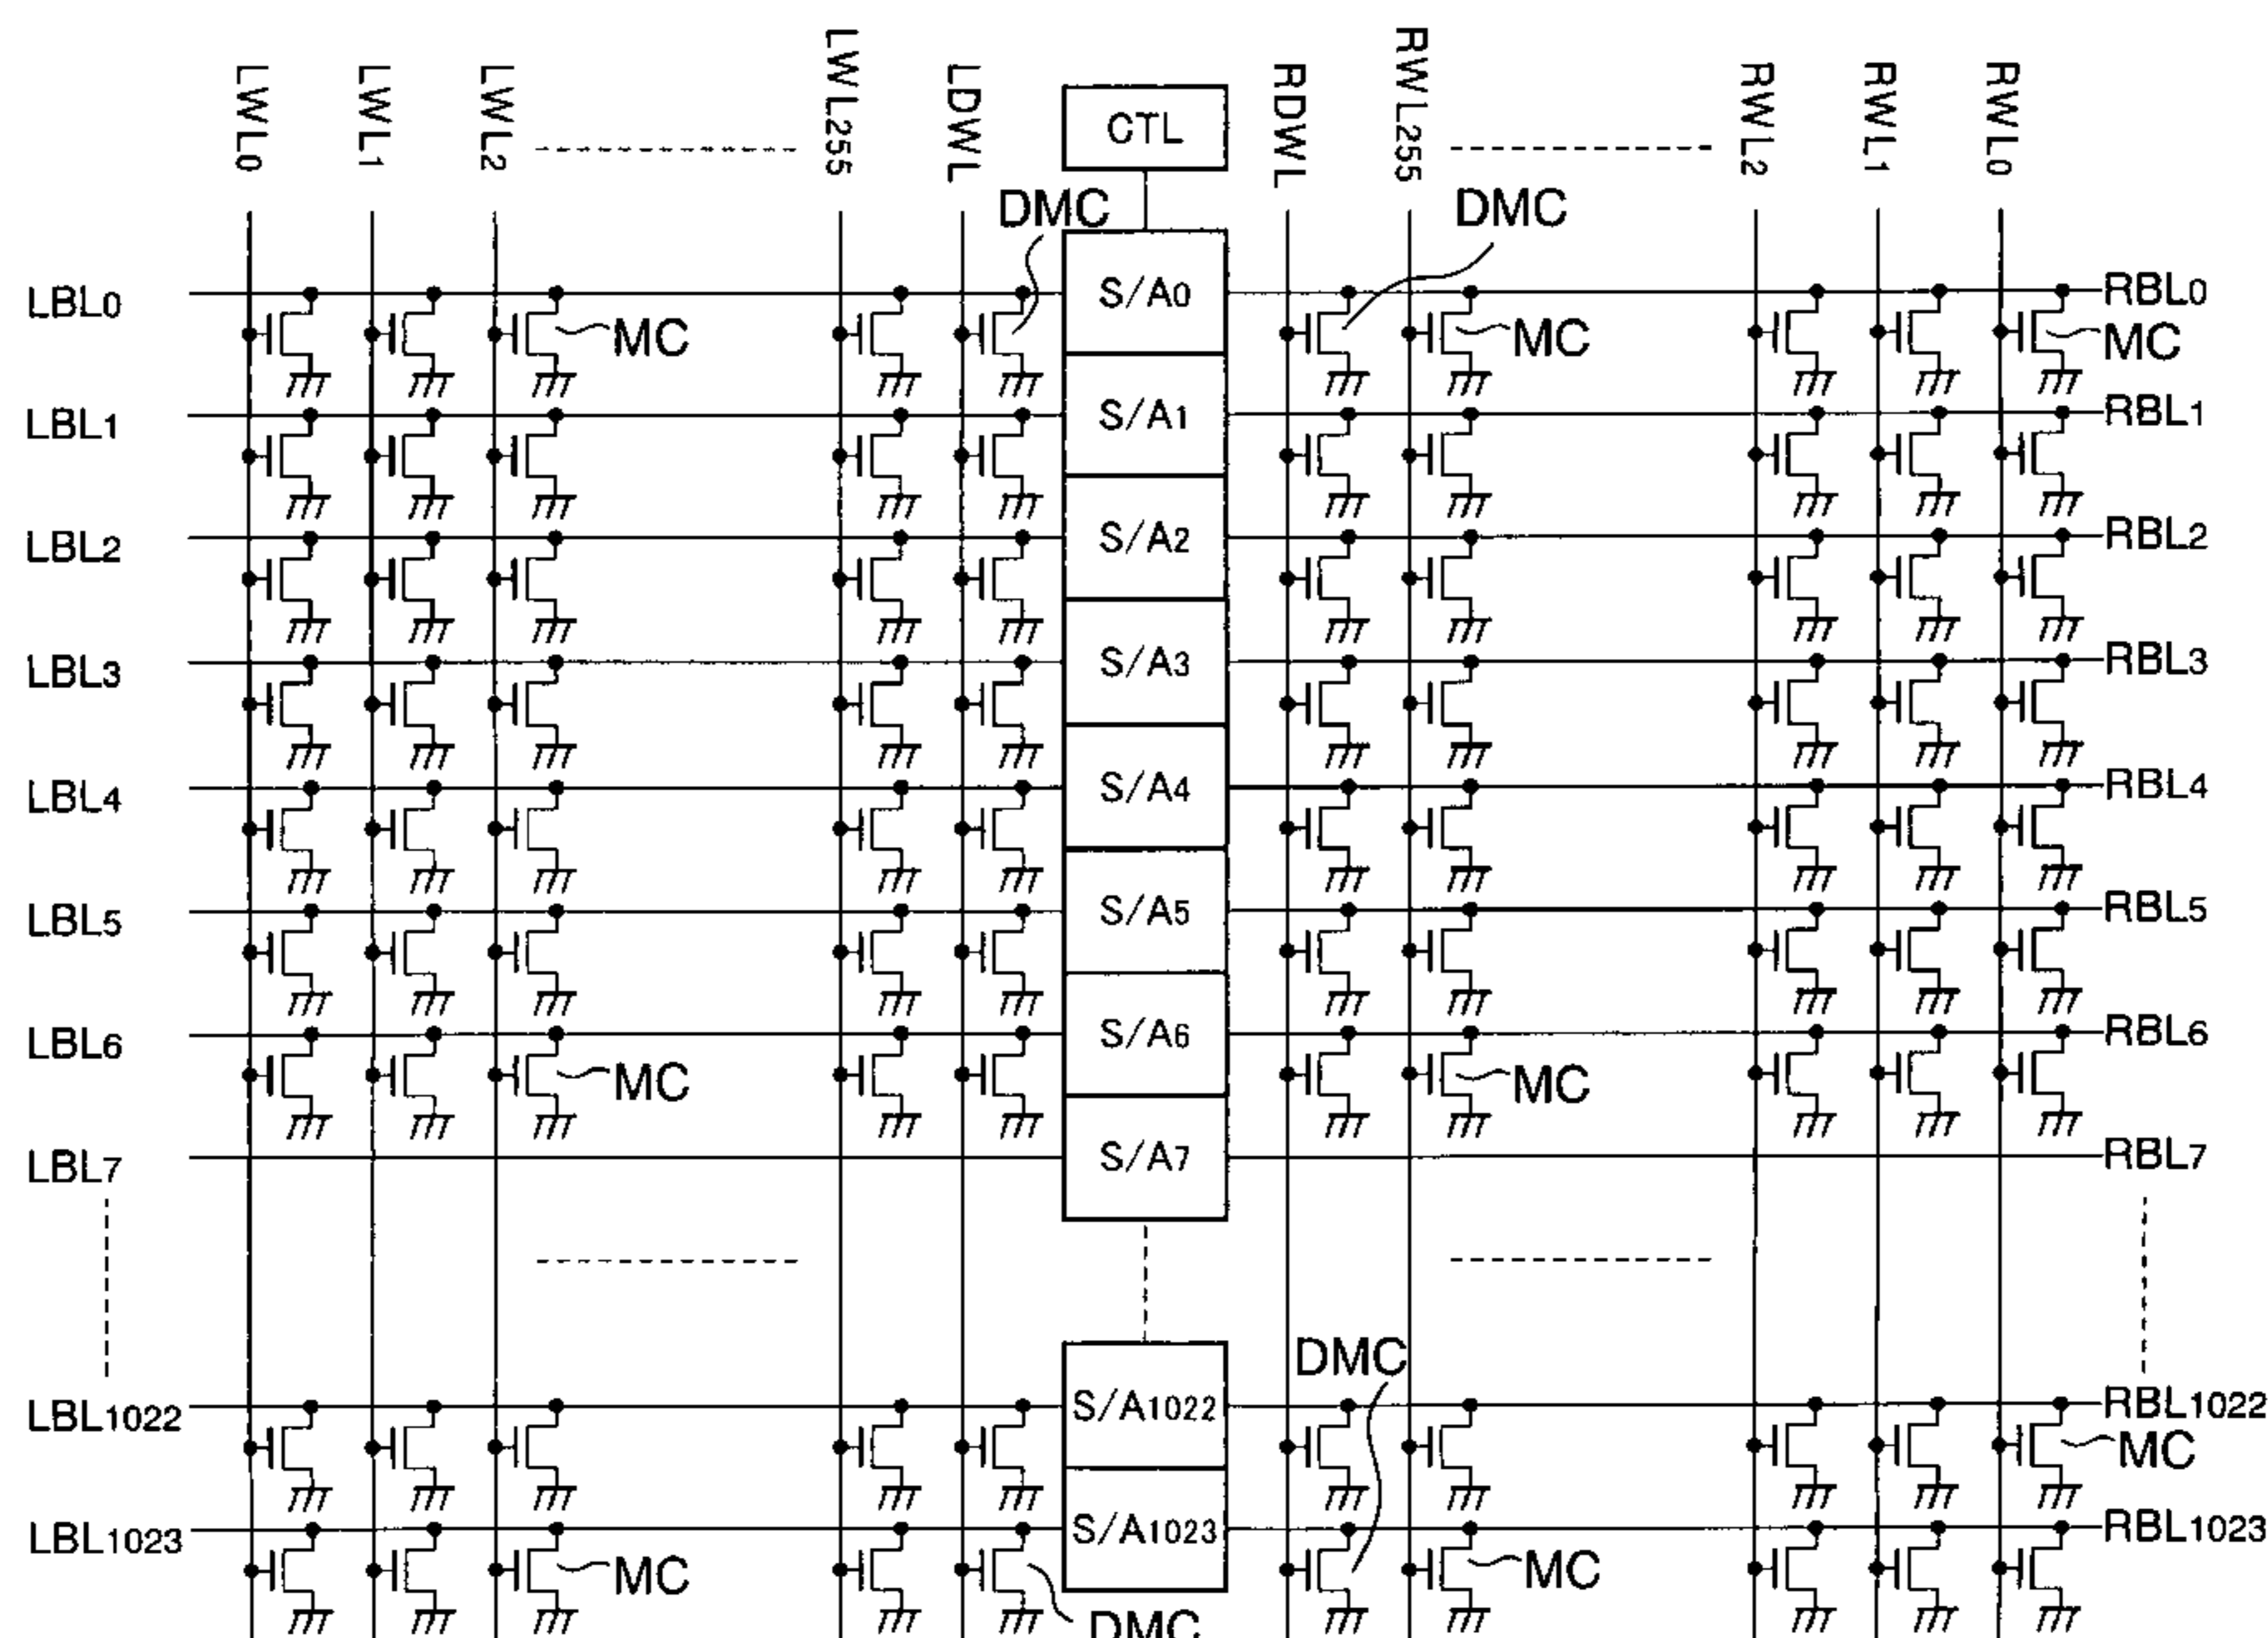 LWL0 LWL1 LWL2 LWL255 LDWL CTL RDWL RWL255 RWL2 RWL1 RWL0
DMC DMC
LBL0 S/A0 RBL0
MC MC MC
LBL1 S/A1 RBL1
LBL2 S/A2 RBL2
LBL3 S/A3 RBL3
LBL4 S/A4 RBL4
LBL5 S/A5 RBL5
LBL6 S/A6 RBL6
MC MC
LBL7 S/A7 RBL7
DMC
LBL1022 S/A1022 RBL1022
MC
LBL1023 S/A1023 RBL1023
MC MC
DMC